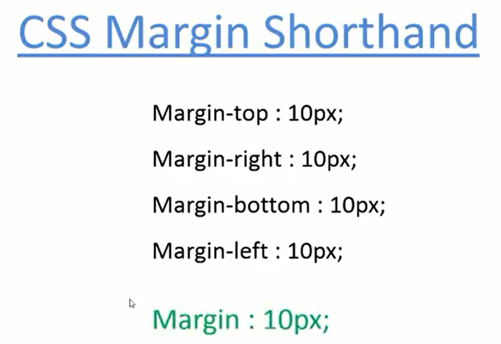 CSS Margin Shorthand
Margin-top : 10px;
Margin-right : 10px;
Margin-bottom : 10px;
Margin-left : 10px;
Margin : 10px;